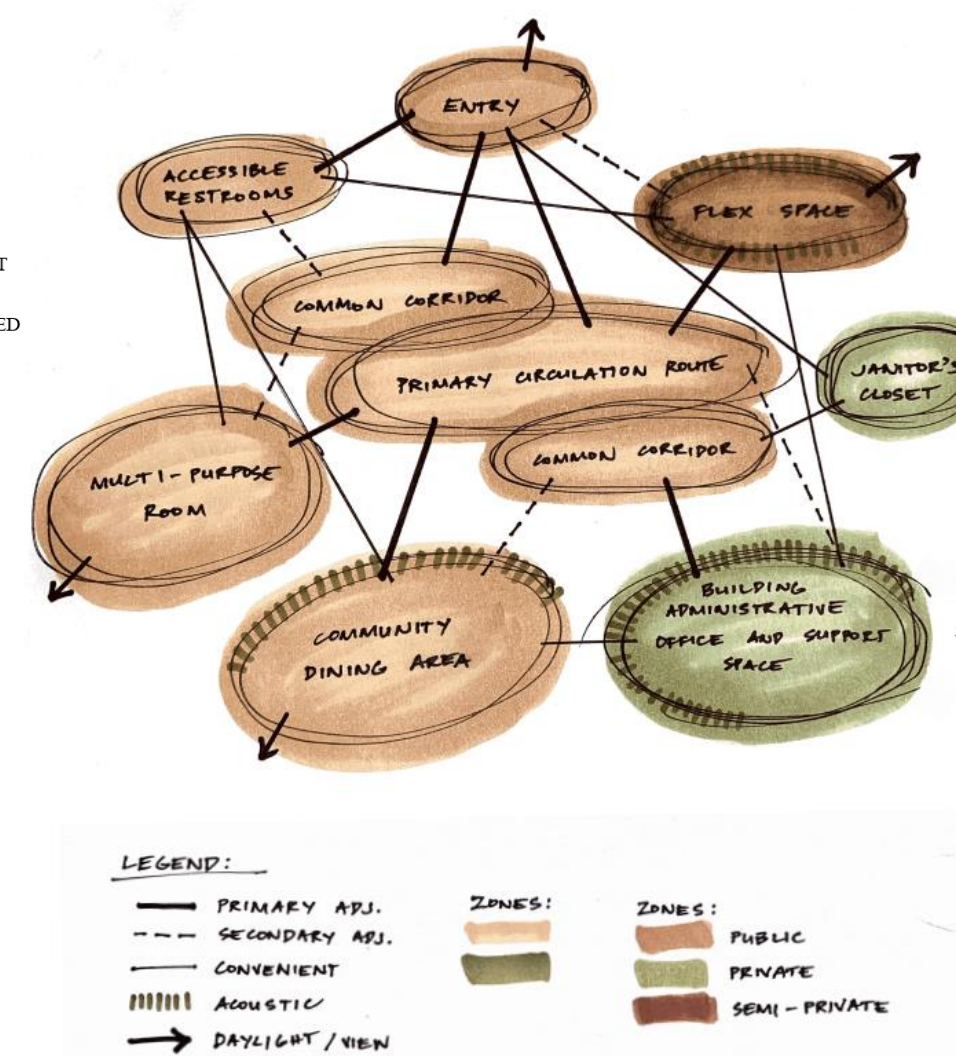 ENTRY
ACCESSIBLE
RESTROOMS
FLEX SPACE
T
ED
COMMON CORRIDOR
PRIMARY CIRCULATION ROUTE
JANITOR'S
CLOSET
COMMON CORRIDOR
MULTI-PURPOSE
ROOM
BUILDING
ADMINISTRATIVE
OFFICE AND SUPPORT
SPACE
COMMUNITY
DINING AREA
LEGEND:
PRIMARY ADJ.
SECONDARY ADJ.
CONVENIENT
ACOUSTIC
DAYLIGHT / VIEW
ZONES:
ZONES:
PUBLIC
PRIVATE
SEMI-PRIVATE